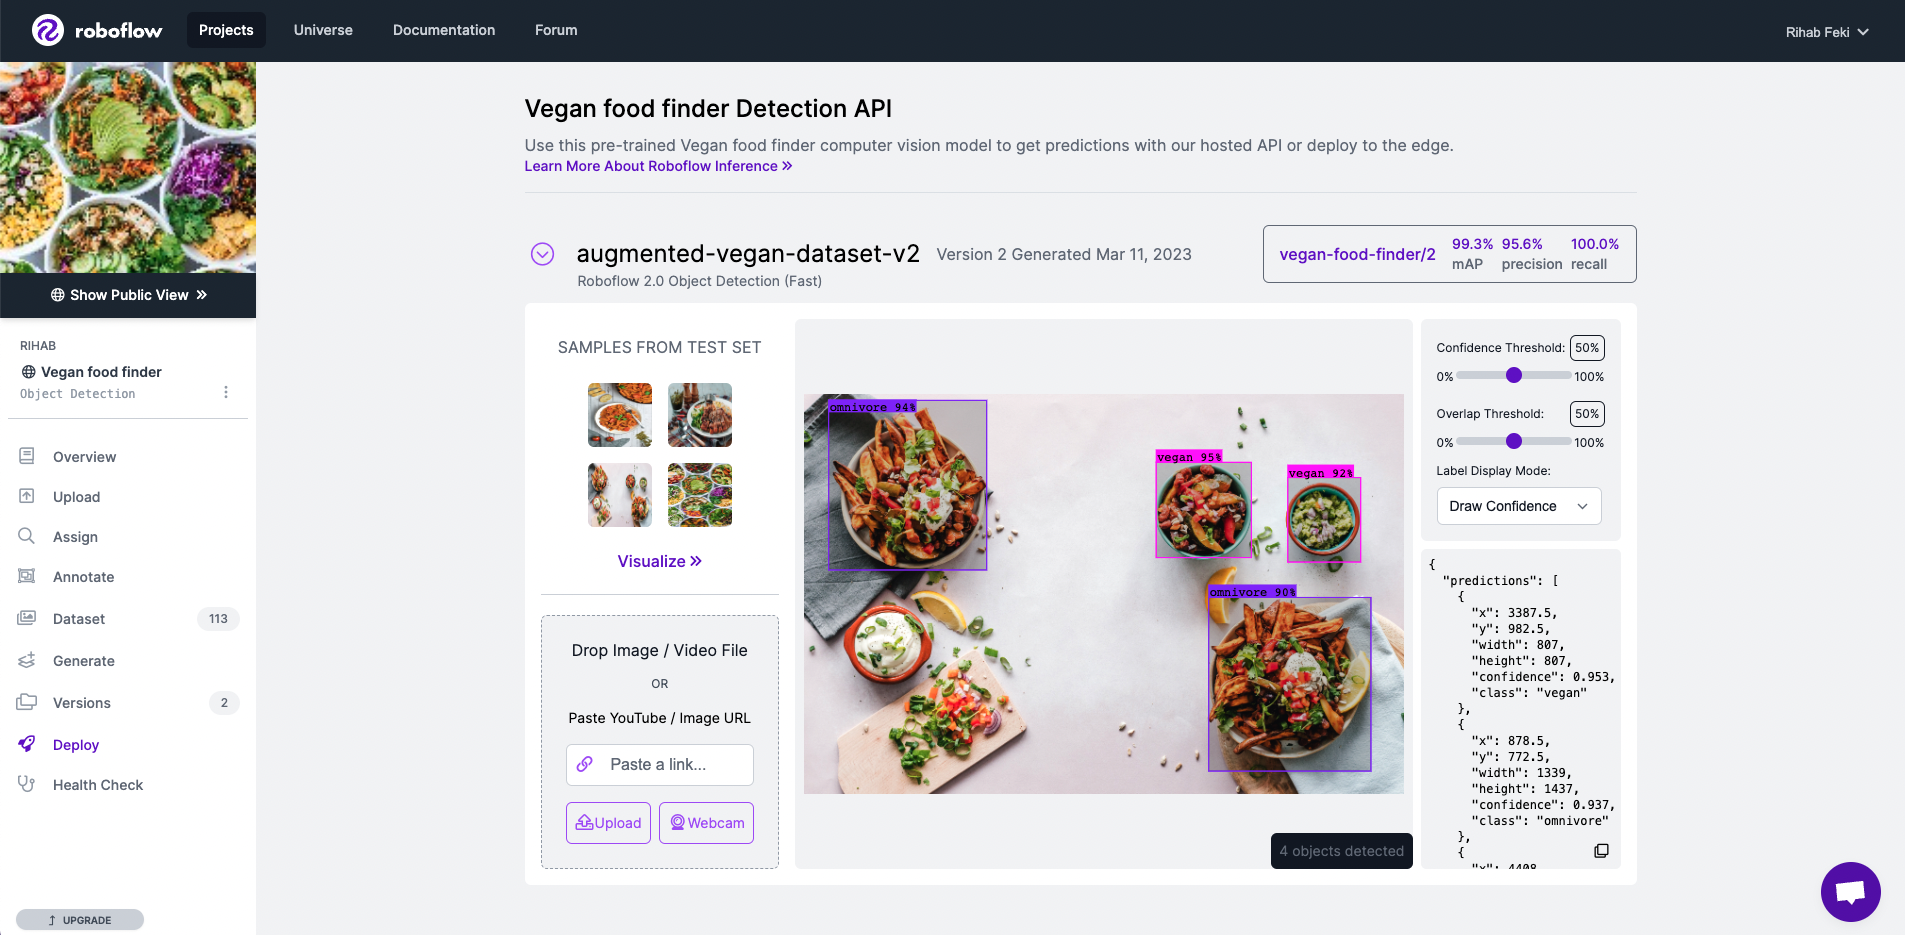 roboflow
Projects
Universe
Documentation
Forum
Rihab Feki
Show Public View »
RIHAB
Vegan food finder
Object Detection
Overview
Upload
Assign
Annotate
Dataset 113
Generate
Versions 2
Deploy
Health Check
UPGRADE
Vegan food finder Detection API
Use this pre-trained Vegan food finder computer vision model to get predictions with our hosted API or deploy to the edge.
Learn More About Roboflow Inference »
augmented-vegan-dataset-v2 Version 2 Generated Mar 11, 2023
Roboflow 2.0 Object Detection (Fast)
vegan-food-finder/2
99.3% 95.6% 100.0%
mAP precision recall
SAMPLES FROM TEST SET
Visualize »
Drop Image / Video File
OR
Paste YouTube / Image URL
Paste a link...
Upload
Webcam
omnivore 94%
vegan 95%
vegan 92%
omnivore 90%
4 objects detected
Confidence Threshold: 50%
0% 100%
Overlap Threshold: 50%
0% 100%
Label Display Mode:
Draw Confidence
{
"predictions": [
{
"x": 3387.5,
"y": 982.5,
"width": 807,
"height": 807,
"confidence": 0.953,
"class": "vegan"
},
{
"x": 878.5,
"y": 772.5,
"width": 1339,
"height": 1437,
"confidence": 0.937,
"class": "omnivore"
},
{
"x": 4408